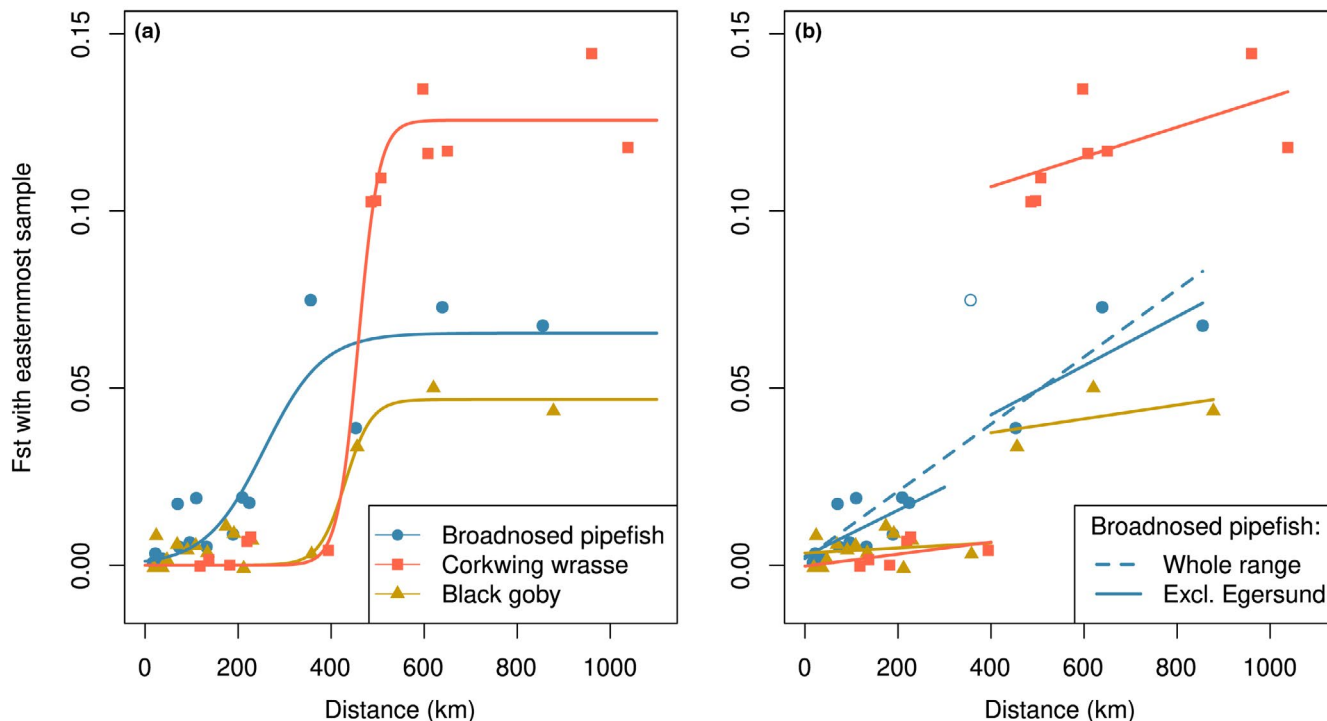 (a)
Fst with easternmost sample
0.15
0.10
0.05
0.00
Broadnosed pipefish
Corkwing wrasse
Black goby
0 200 400 600 800 1000
Distance (km)
(b)
0.15
0.10
0.05
0.00
Broadnosed pipefish:
Whole range
Excl. Egersund
0 200 400 600 800 1000
Distance (km)